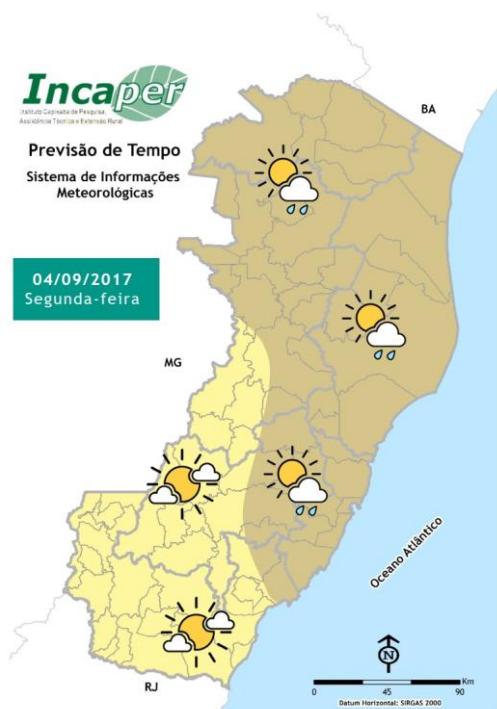 Incaper
Instituto Capixaba de Pesquisa,
Assistência Técnica e Extensão Rural
BA
Previsão de Tempo
Sistema de Informações
Meteorológicas
04/09/2017
Segunda-feira
MG
Oceano Atlântico
N
RJ
Km
0 45 90
Datum Horizontal: SIRGAS 2000